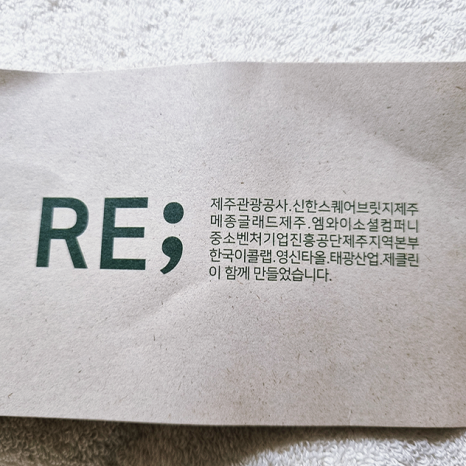 RE;
제주관광공사.신한스퀘어브릿지제주
메종글래드제주.엠와이소셜컴퍼니
중소벤처기업진흥공단제주지역본부
한국이콜랩.영신타올.태광산업.제클린
이 함께 만들었습니다.